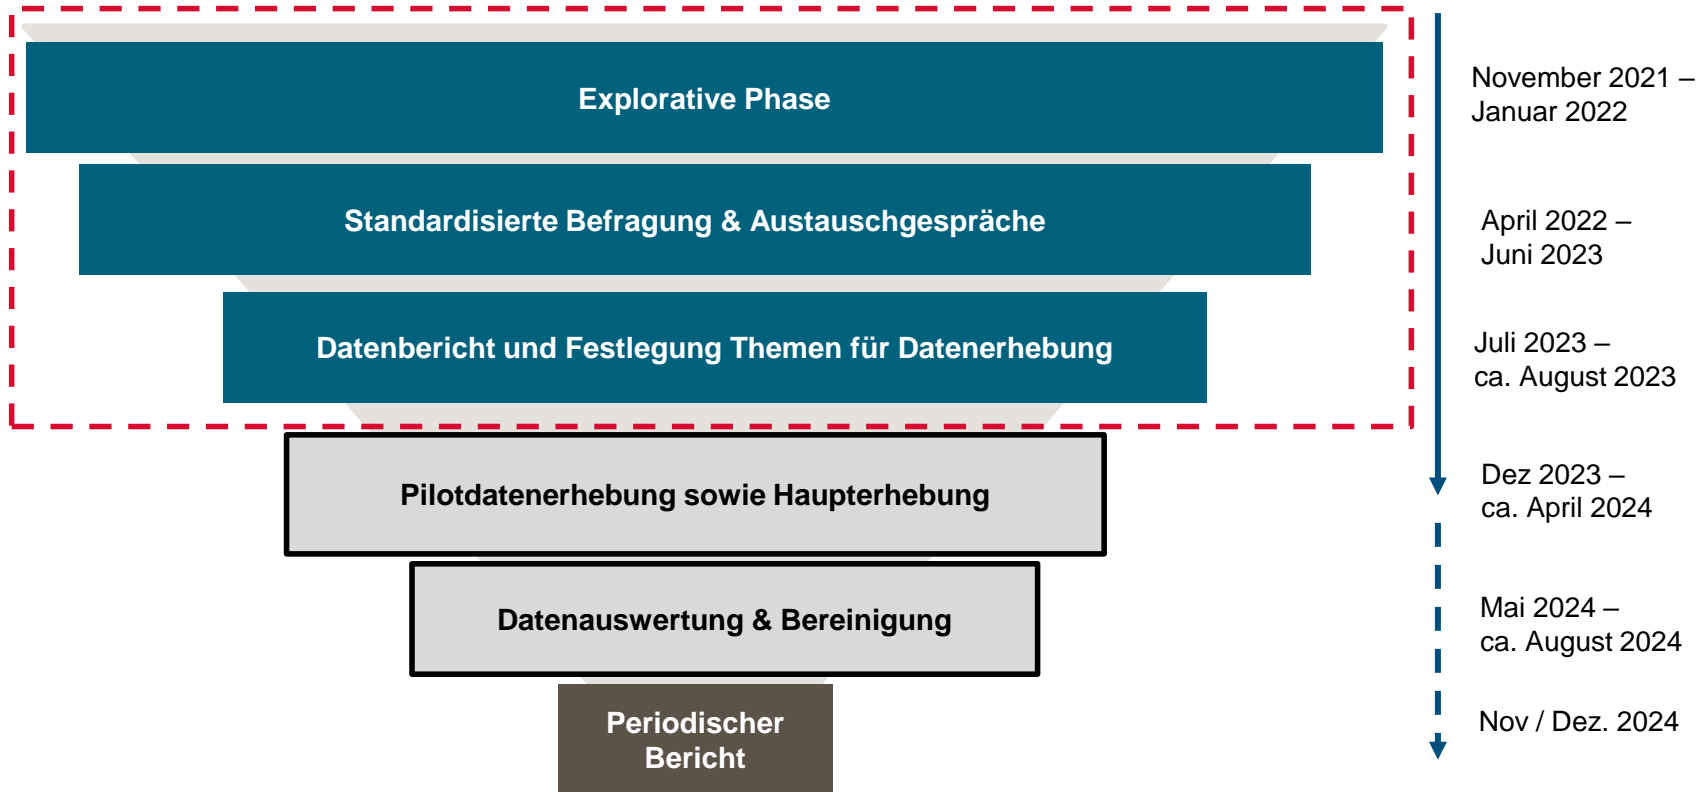 Explorative Phase
November 2021 –
Januar 2022
Standardisierte Befragung & Austauschgespräche
April 2022 –
Juni 2023
Datenbericht und Festlegung Themen für Datenerhebung
Juli 2023 –
ca. August 2023
Pilotdatenerhebung sowie Haupterhebung
Dez 2023 –
ca. April 2024
Datenauswertung & Bereinigung
Mai 2024 –
ca. August 2024
Periodischer
Bericht
Nov / Dez. 2024